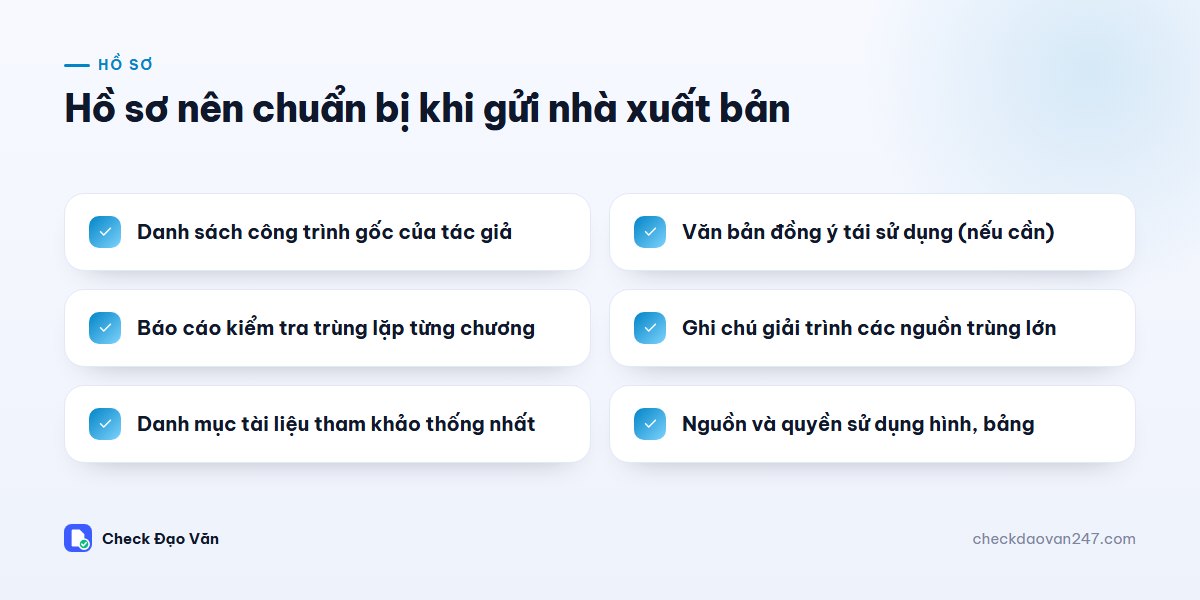 HỒ SƠ
Hồ sơ nên chuẩn bị khi gửi nhà xuất bản
Danh sách công trình gốc của tác giả
Văn bản đồng ý tái sử dụng (nếu cần)
Báo cáo kiểm tra trùng lặp từng chương
Ghi chú giải trình các nguồn trùng lớn
Danh mục tài liệu tham khảo thống nhất
Nguồn và quyền sử dụng hình, bảng
Check Đạo Văn
checkdaovan247.com